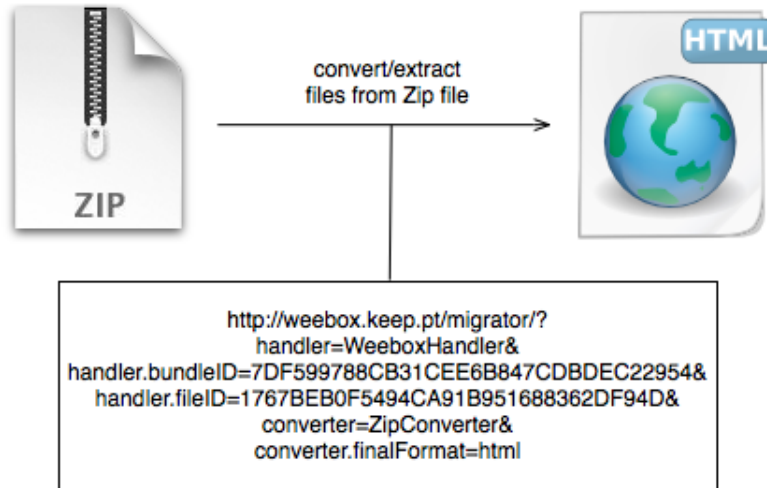 HTML
convert/extract
files from Zip file
ZIP
http://weebox.keep.pt/migrator/?
handler=WeeboxHandler&
handler.bundleID=7DF599788CB31CEE6B847CDBDEC22954&
handler.fileID=1767BEB0F5494CA91B951688362DF94D&
converter=ZipConverter&
converter.finalFormat=html